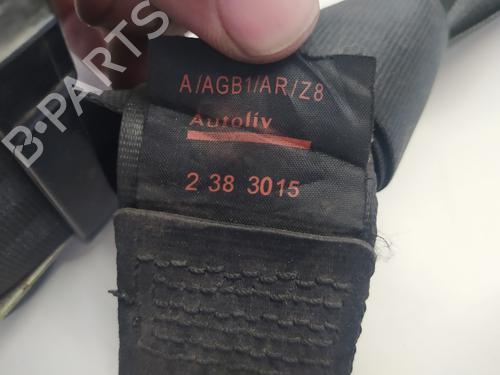 A/AGB1/AR/Z8
Autoliv
2 38 3015
B-PARTS